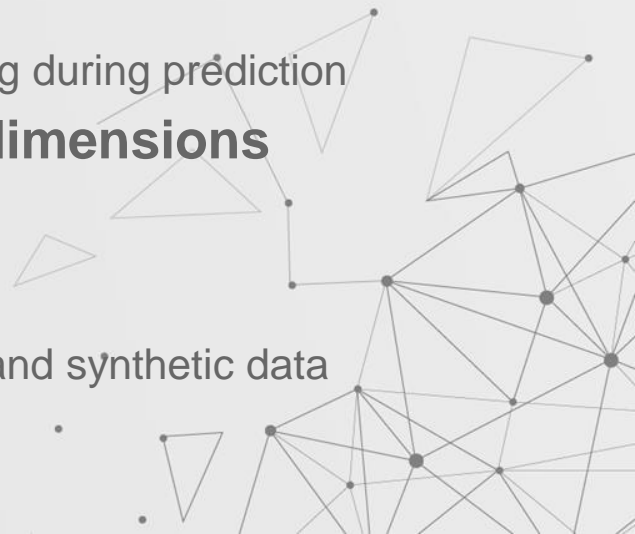 g during prediction
dimensions
and synthetic data